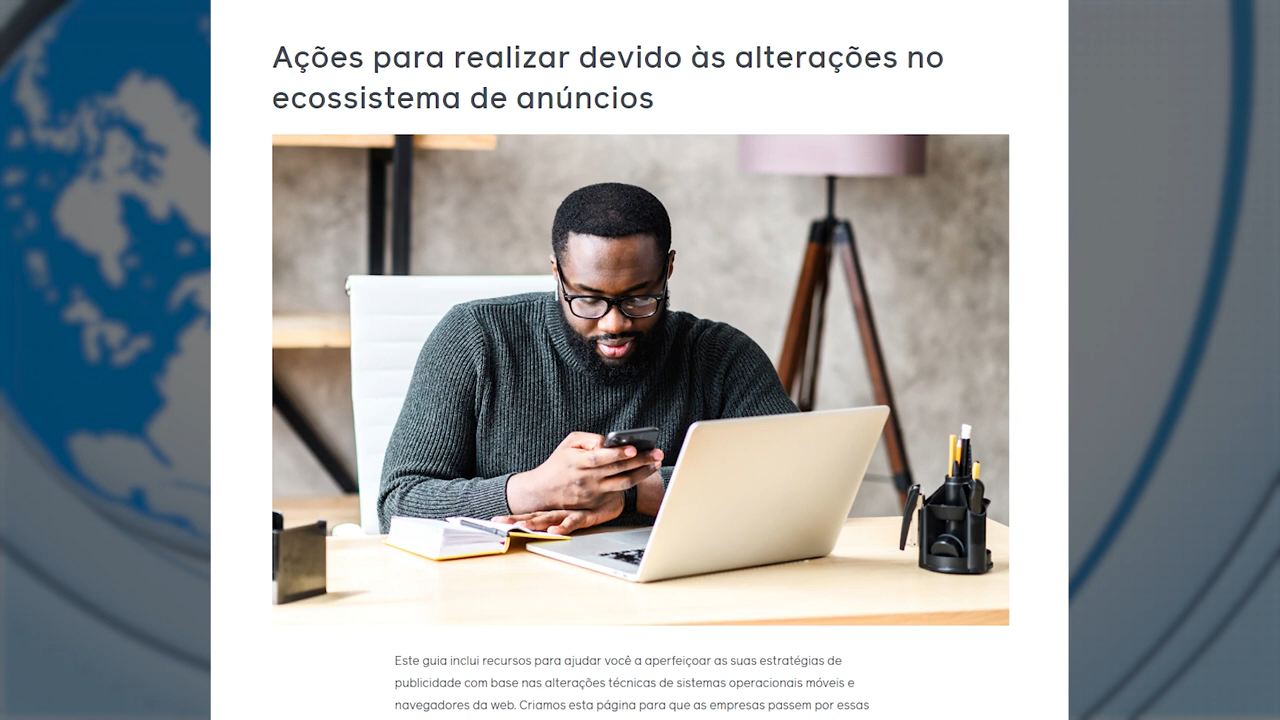 Ações para realizar devido às alterações no
ecossistema de anúncios
Este guia inclui recursos para ajudar você a aperfeiçoar as suas estratégias de
publicidade com base nas alterações técnicas de sistemas operacionais móveis e
navegadores da web. Criamos esta página para que as empresas passem por essas